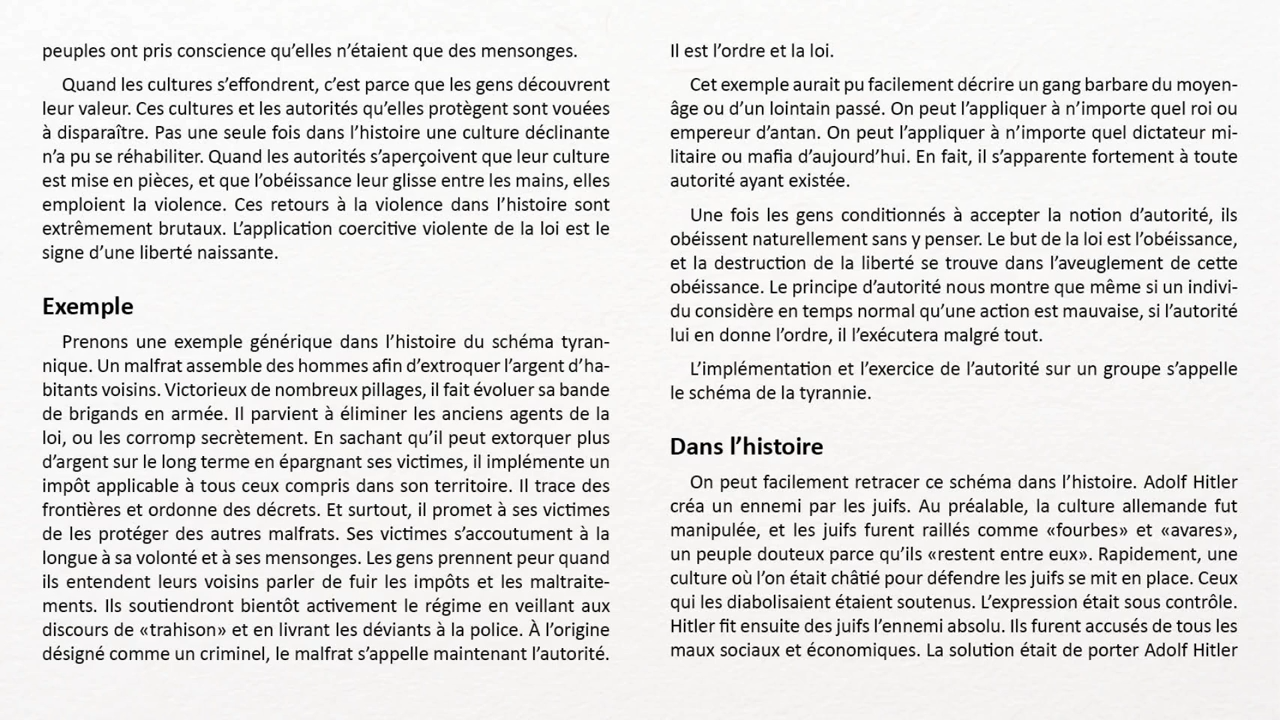 peuples ont pris conscience qu’elles n’étaient que des mensonges.
Quand les cultures s’effondrent, c’est parce que les gens découvrent
leur valeur. Ces cultures et les autorités qu’elles protègent sont vouées
à disparaître. Pas une seule fois dans l’histoire une culture déclinante
n’a pu se réhabiliter. Quand les autorités s’aperçoivent que leur culture
est mise en pièces, et que l’obéissance leur glisse entre les mains, elles
emploient la violence. Ces retours à la violence dans l’histoire sont
extrêmement brutaux. L’application coercitive violente de la loi est le
signe d’une liberté naissante.
Exemple
Prenons une exemple générique dans l’histoire du schéma tyran-
nique. Un malfrat assemble des hommes afin d’extroquer l’argent d’ha-
bitants voisins. Victorieux de nombreux pillages, il fait évoluer sa bande
de brigands en armée. Il parvient à éliminer les anciens agents de la
loi, ou les corromp secrètement. En sachant qu’il peut extorquer plus
d’argent sur le long terme en épargnant ses victimes, il implémente un
impôt applicable à tous ceux compris dans son territoire. Il trace des
frontières et ordonne des décrets. Et surtout, il promet à ses victimes
de les protéger des autres malfrats. Ses victimes s’accoutument à la
longue à sa volonté et à ses mensonges. Les gens prennent peur quand
ils entendent leurs voisins parler de fuir les impôts et les maltraite-
ments. Ils soutiendront bientôt activement le régime en veillant aux
discours de «trahison» et en livrant les déviants à la police. À l’origine
désigné comme un criminel, le malfrat s’appelle maintenant l’autorité.
Il est l’ordre et la loi.
Cet exemple aurait pu facilement décrire un gang barbare du moyen-
âge ou d’un lointain passé. On peut l’appliquer à n’importe quel roi ou
empereur d’antan. On peut l’appliquer à n’importe quel dictateur mi-
litaire ou mafia d’aujourd’hui. En fait, il s’apparente fortement à toute
autorité ayant existée.
Une fois les gens conditionnés à accepter la notion d’autorité, ils
obéissent naturellement sans y penser. Le but de la loi est l’obéissance,
et la destruction de la liberté se trouve dans l’aveuglement de cette
obéissance. Le principe d’autorité nous montre que même si un indivi-
du considère en temps normal qu’une action est mauvaise, si l’autorité
lui en donne l’ordre, il l’exécutera malgré tout.
L’implémentation et l’exercice de l’autorité sur un groupe s’appelle
le schéma de la tyrannie.
Dans l’histoire
On peut facilement retracer ce schéma dans l’histoire. Adolf Hitler
créa un ennemi par les juifs. Au préalable, la culture allemande fut
manipulée, et les juifs furent raillés comme «fourbes» et «avares»,
un peuple douteux parce qu’ils «restent entre eux». Rapidement, une
culture où l’on était châtié pour défendre les juifs se mit en place. Ceux
qui les diabolisaient étaient soutenus. L’expression était sous contrôle.
Hitler fit ensuite des juifs l’ennemi absolu. Ils furent accusés de tous les
maux sociaux et économiques. La solution était de porter Adolf Hitler